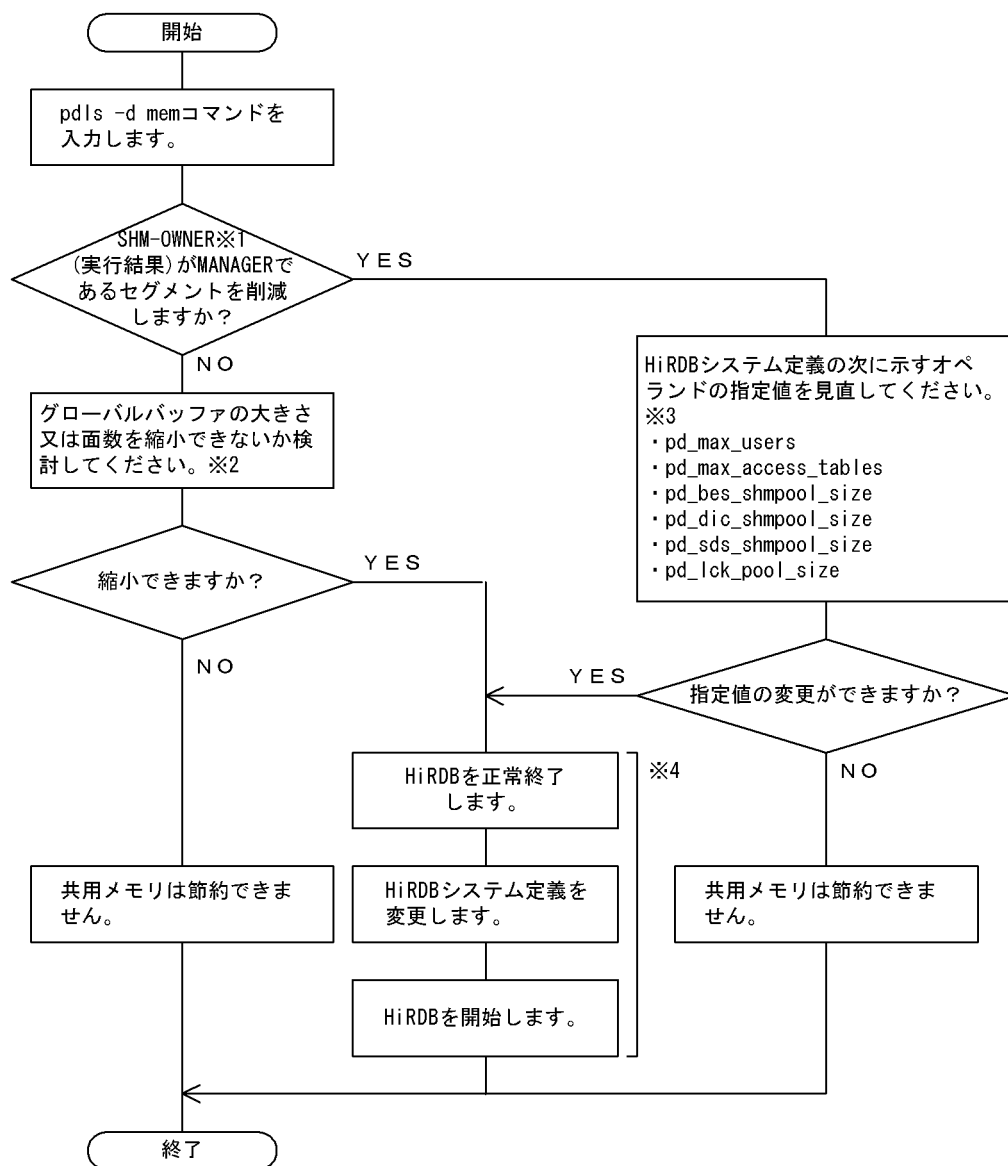 開始
pdls -d memコマンドを
入力します。
SHM-OWNER※1
(実行結果)がMANAGERで
あるセグメントを削減
しますか？
YES
NO
HiRDBシステム定義の次に示すオペ
ランドの指定値を見直してください。
※3
・pd_max_users
・pd_max_access_tables
・pd_bes_shmpool_size
・pd_dic_shmpool_size
・pd_sds_shmpool_size
・pd_lck_pool_size
グローバルバッファの大きさ
又は面数を縮小できないか検
討してください。※2
縮小できますか？
YES
NO
指定値の変更ができますか？
YES
NO
HiRDBを正常終了
します。
※4
HiRDBシステム定義を
変更します。
HiRDBを開始します。
共用メモリは節約できま
せん。
共用メモリは節約できま
せん。
終了